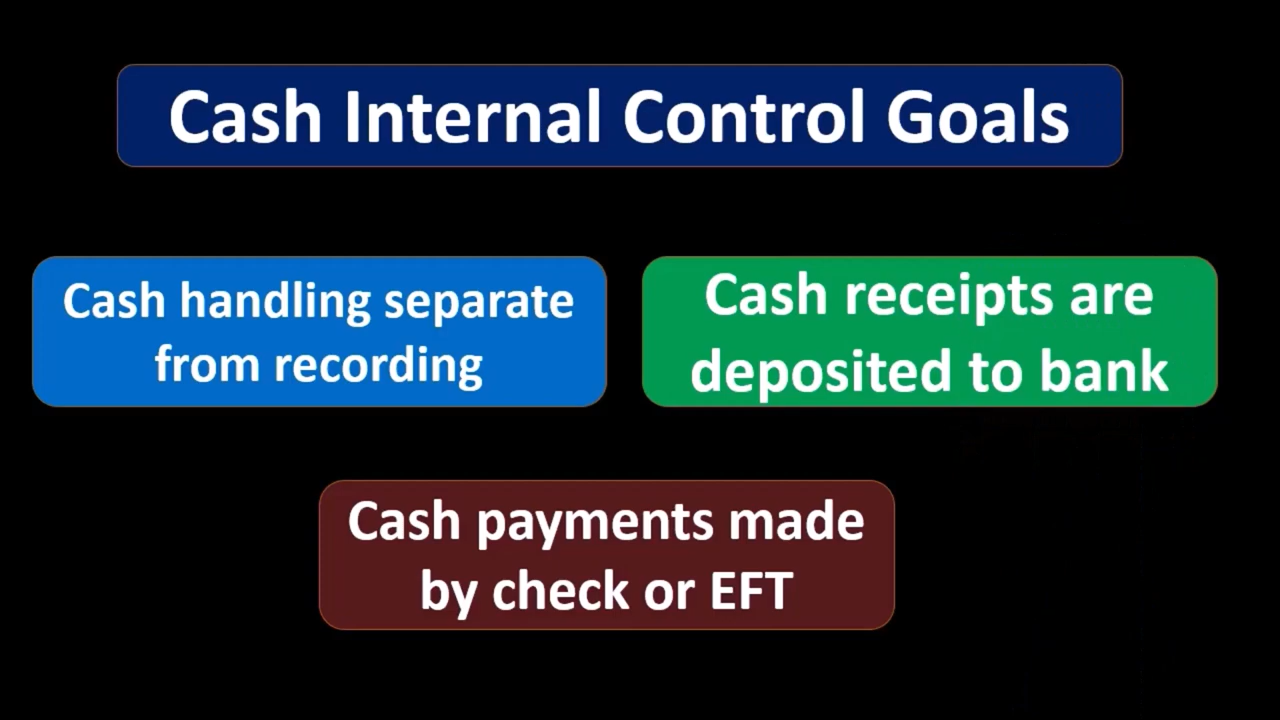 Cash Internal Control Goals
Cash handling separate
from recording
Cash receipts are
deposited to bank
Cash payments made
by check or EFT